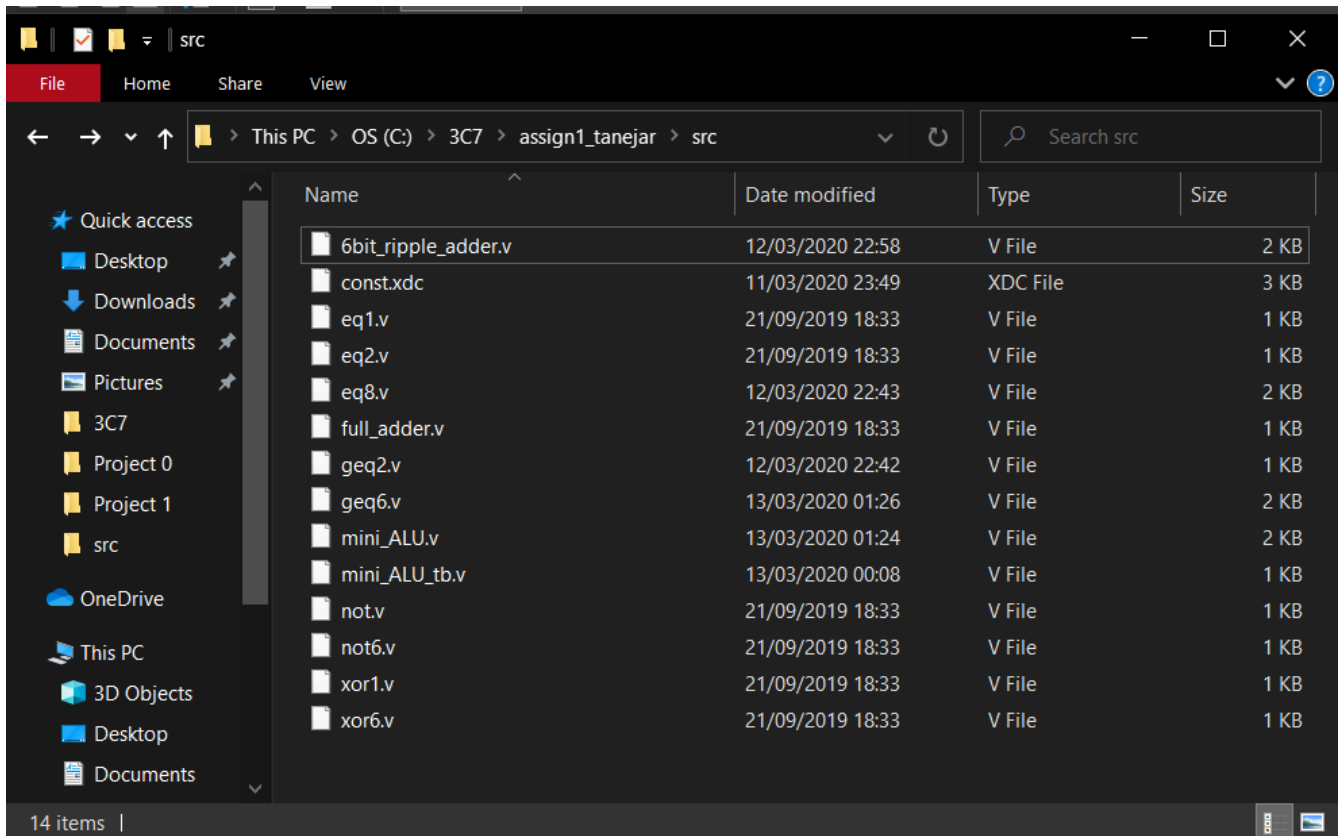 src
File Home Share View
This PC > OS (C:) > 3C7 > assign1_tanejar > src Search src
Name Date modified Type Size
Quick access
Desktop
Downloads
Documents
Pictures
3C7
Project 0
Project 1
src
OneDrive
This PC
3D Objects
Desktop
Documents
6bit_ripple_adder.v 12/03/2020 22:58 V File 2 KB
const.xdc 11/03/2020 23:49 XDC File 3 KB
eq1.v 21/09/2019 18:33 V File 1 KB
eq2.v 21/09/2019 18:33 V File 1 KB
eq8.v 12/03/2020 22:43 V File 2 KB
full_adder.v 21/09/2019 18:33 V File 1 KB
geq2.v 12/03/2020 22:42 V File 1 KB
geq6.v 13/03/2020 01:26 V File 2 KB
mini_ALU.v 13/03/2020 01:24 V File 2 KB
mini_ALU_tb.v 13/03/2020 00:08 V File 1 KB
not.v 21/09/2019 18:33 V File 1 KB
not6.v 21/09/2019 18:33 V File 1 KB
xor1.v 21/09/2019 18:33 V File 1 KB
xor6.v 21/09/2019 18:33 V File 1 KB
14 items